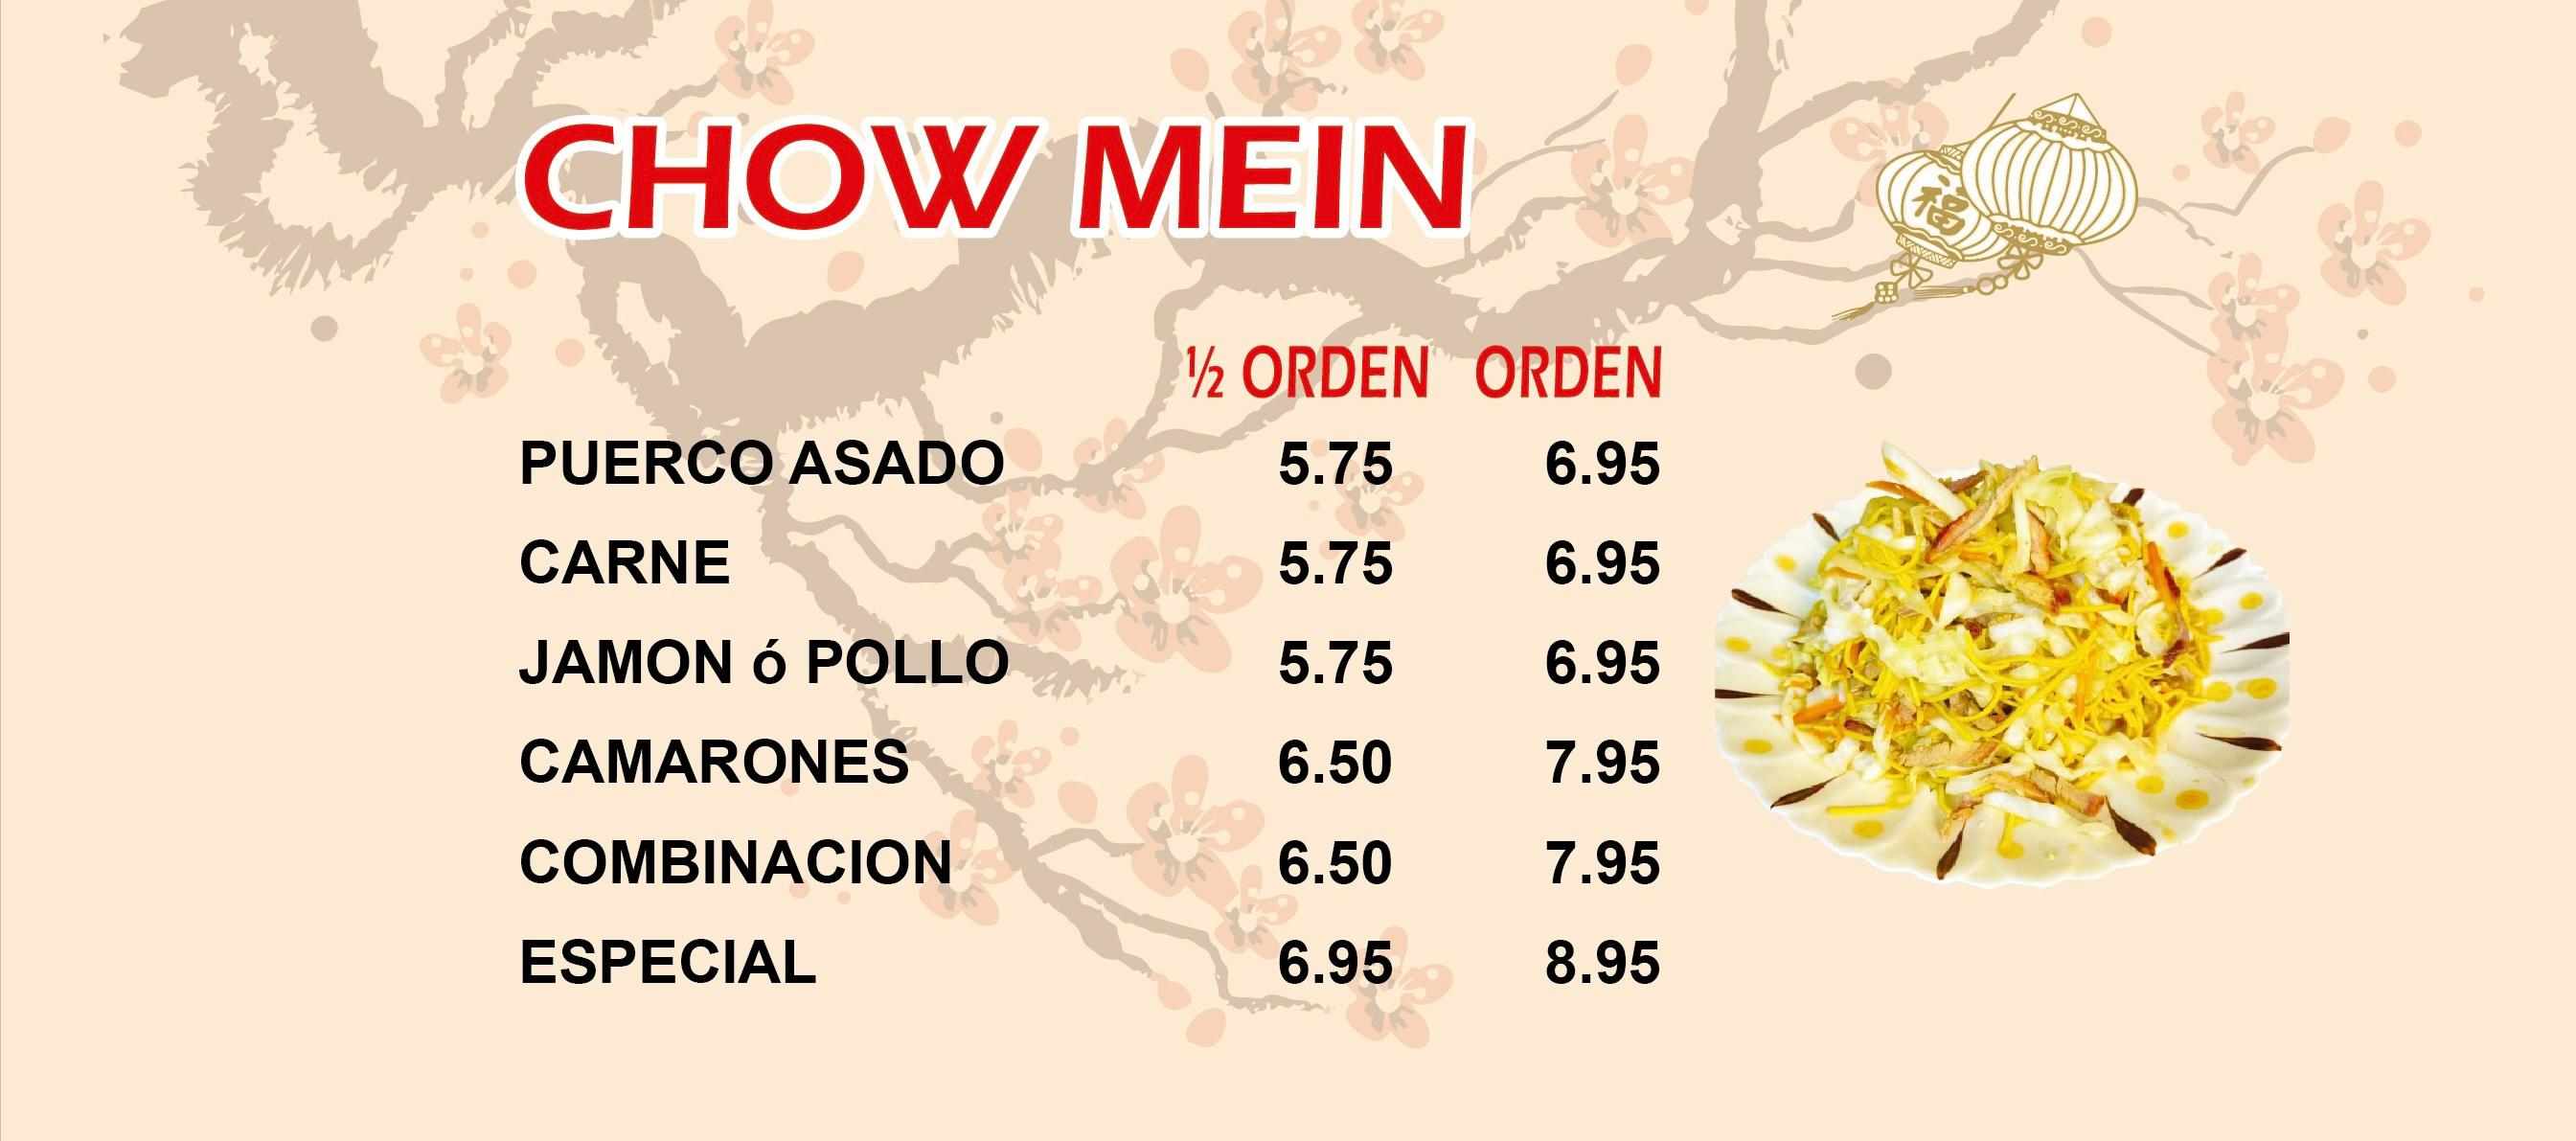 CHOW MEIN
福
½ ORDEN ORDEN
PUERCO ASADO 5.75 6.95
CARNE 5.75 6.95
JAMON ó POLLO 5.75 6.95
CAMARONES 6.50 7.95
COMBINACION 6.50 7.95
ESPECIAL 6.95 8.95